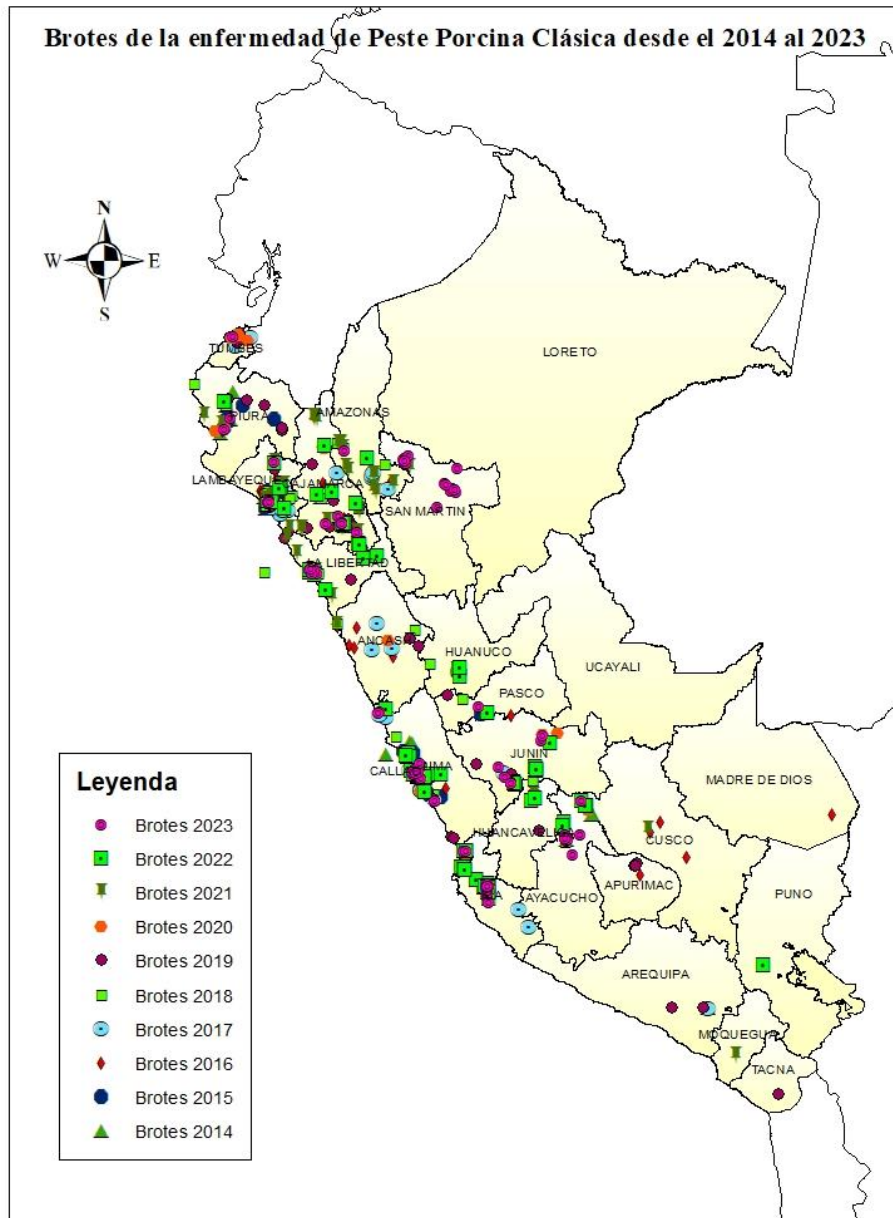 Brotes de la enfermedad de Peste Porcina Clásica desde el 2014 al 2023
N
W
E
S
TUMBES
LORETO
PIURA
AMAZONAS
LAMBAYEQUE
CAJAMARCA
SAN MARTIN
LA LIBERTAD
ANCASH
HUANUCO
UCAYALI
PASCO
JUNIN
CALLAO
LIMA
MADRE DE DIOS
HUANCAVELICA
CUSCO
APURIMAC
ICA
AYACUCHO
PUNO
AREQUIPA
MOQUEGUA
TACNA
Leyenda
Brotes 2023
Brotes 2022
Brotes 2021
Brotes 2020
Brotes 2019
Brotes 2018
Brotes 2017
Brotes 2016
Brotes 2015
Brotes 2014